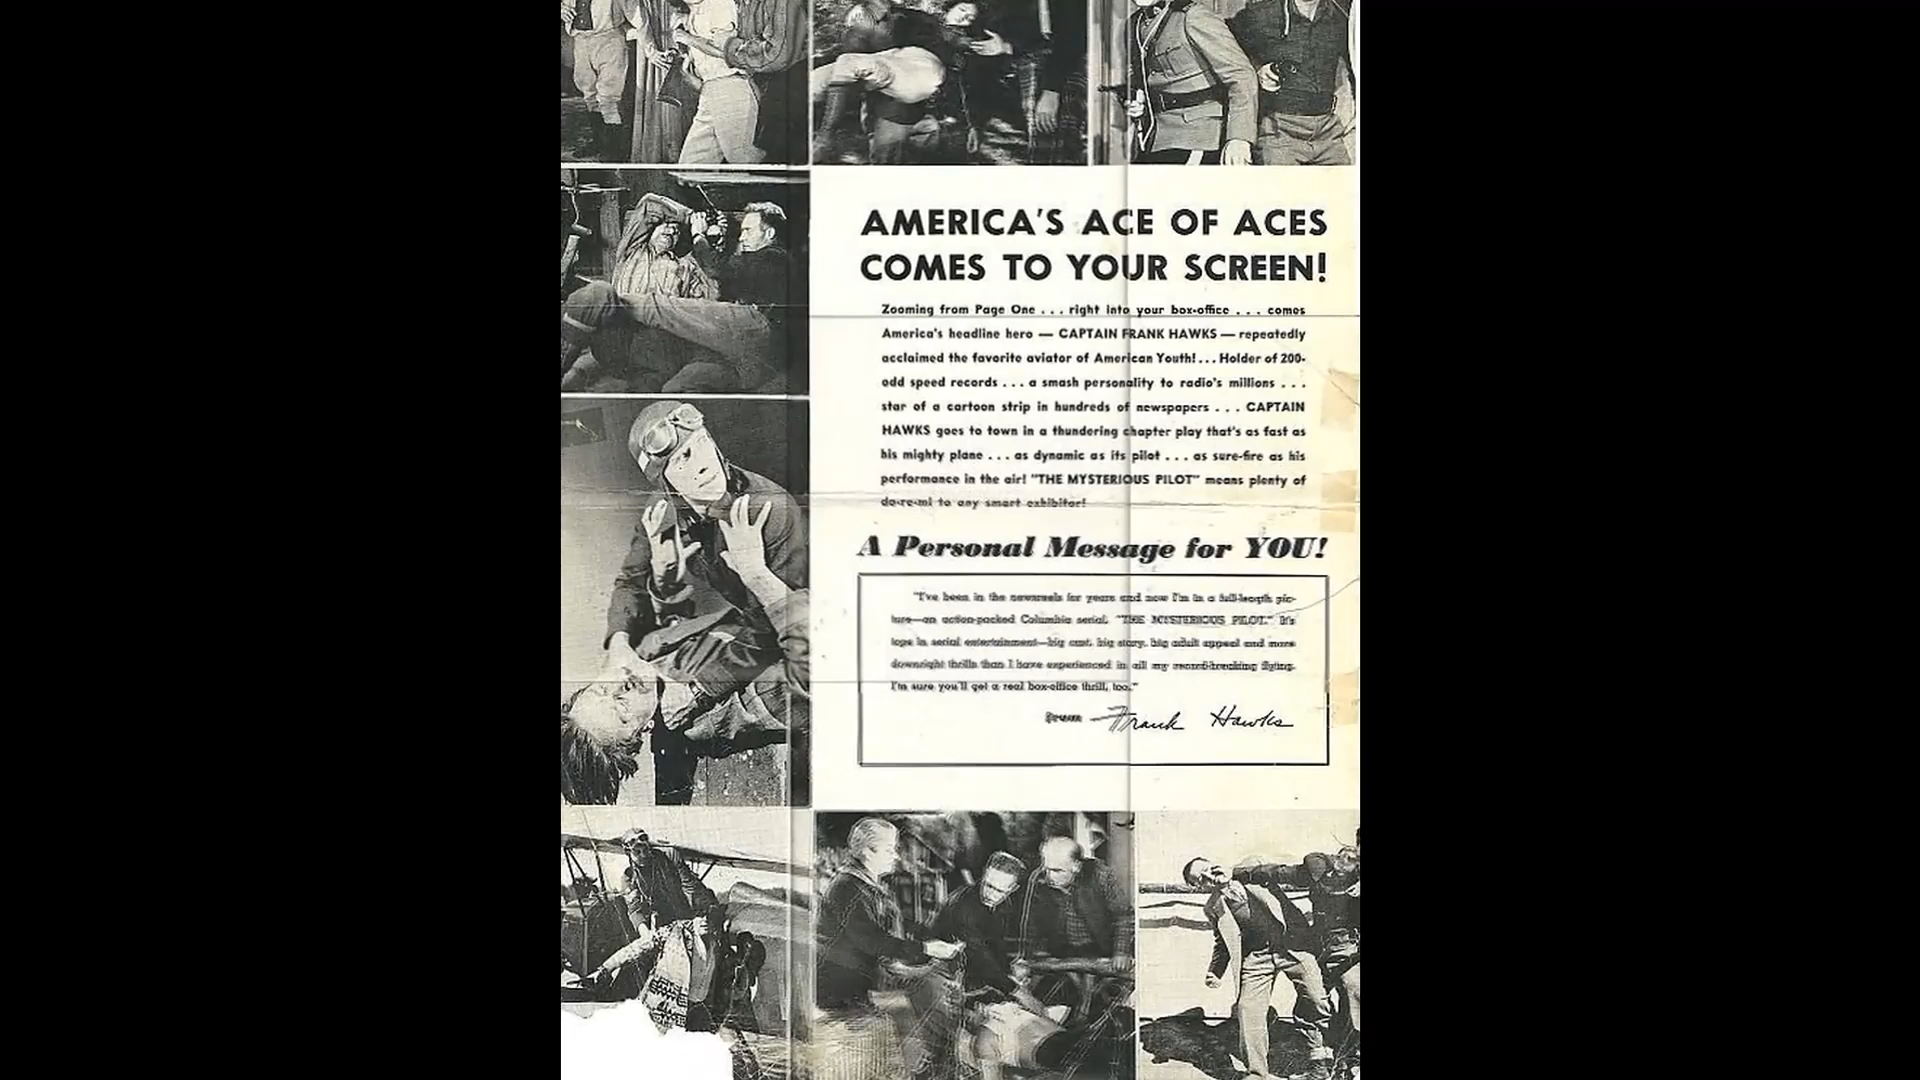 AMERICA'S ACE OF ACES
COMES TO YOUR SCREEN!
Zooming from Page One . . . right into your box-office . . . comes
America's headline hero — CAPTAIN FRANK HAWKS — repeatedly
acclaimed the favorite aviator of American Youth! . . . Holder of 200-
odd speed records . . . a smash personality to radio's millions . . .
star of a cartoon strip in hundreds of newspapers . . . CAPTAIN
HAWKS goes to town in a thundering chapter play that's as fast as
his mighty plane . . . as dynamic as its pilot . . . as sure-fire as his
performance in the air! "THE MYSTERIOUS PILOT" means plenty of
do-re-mi to any smart exhibitor!
A Personal Message for YOU!
"I've been in the newsreels for years and now I'm in a full-length pic-
ture—an action-packed Columbia serial, "THE MYSTERIOUS PILOT." It's
tops in serial entertainment—big cast, big story, big adult appeal and more
downright thrills than I have experienced in all my record-breaking flying.
I'm sure you'll get a real box-office thrill, too."
Frank Hawks